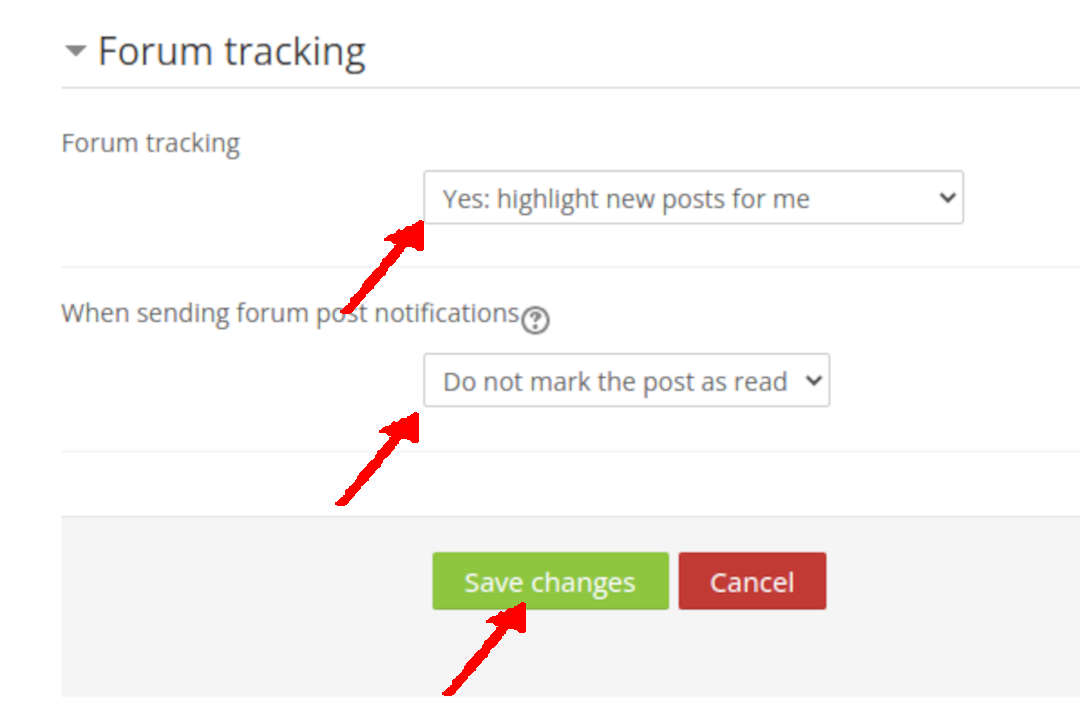 Forum tracking
Forum tracking
Yes: highlight new posts for me
When sending forum post notifications?
Do not mark the post as read
Save changes Cancel